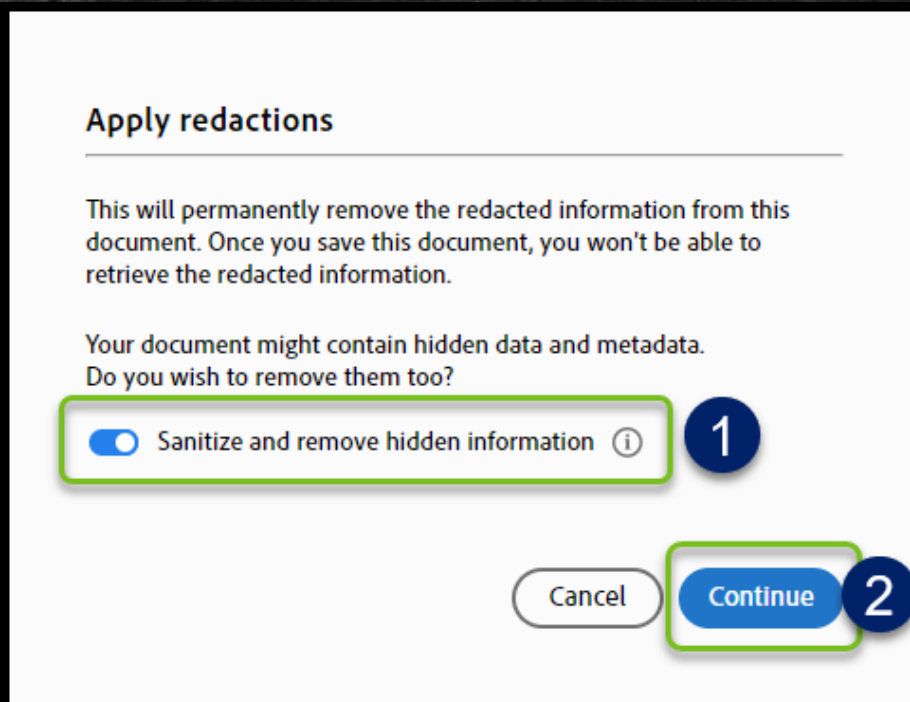 Apply redactions
This will permanently remove the redacted information from this
document. Once you save this document, you won't be able to
retrieve the redacted information.
Your document might contain hidden data and metadata.
Do you wish to remove them too?
Sanitize and remove hidden information i 1
Cancel Continue 2